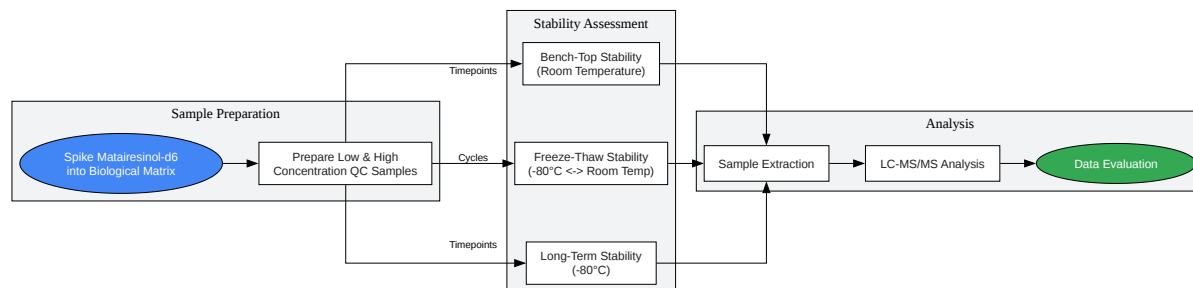 Stability Assessment
Bench-Top Stability
(Room Temperature)
Timepoints
Sample Preparation
Spike Matairesinol-d6
into Biological Matrix
Prepare Low & High
Concentration QC Samples
Cycles
Freeze-Thaw Stability
(-80°C <-> Room Temp)
Analysis
Sample Extraction
LC-MS/MS Analysis
Data Evaluation
Timepoints
Long-Term Stability
(-80°C)